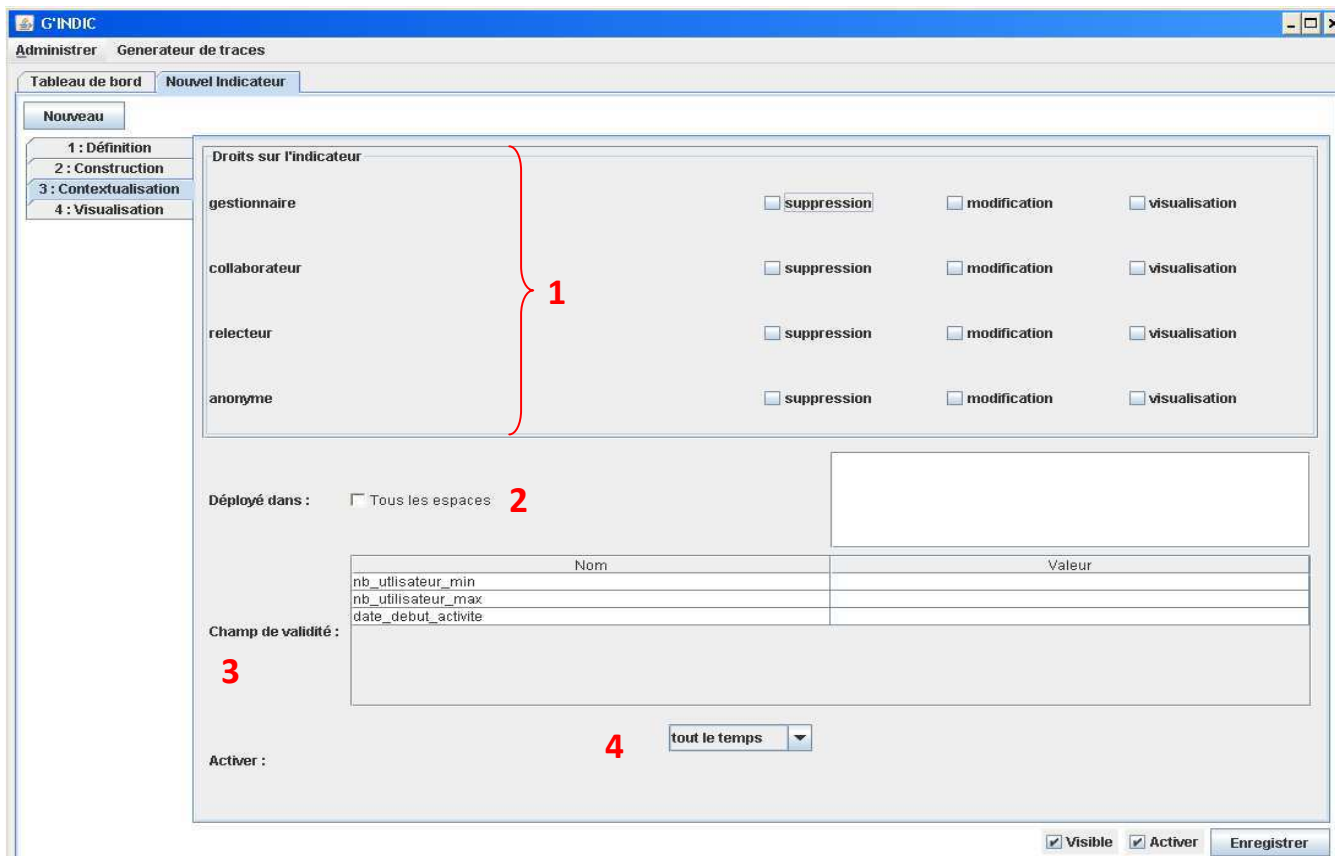 G'INDIC
Administrer Generateur de traces
Tableau de bord Nouvel Indicateur
Nouveau
1 : Définition
2 : Construction
3 : Contextualisation
4 : Visualisation
Droits sur l'indicateur
gestionnaire suppression modification visualisation
collaborateur suppression modification visualisation
1
relecteur suppression modification visualisation
anonyme suppression modification visualisation
Déployé dans : Tous les espaces 2
Nom Valeur
nb_utlisateur_min
nb_utilisateur_max
date_debut_activite
Champ de validité :
3
4 tout le temps
Activer :
Visible Activer Enregistrer